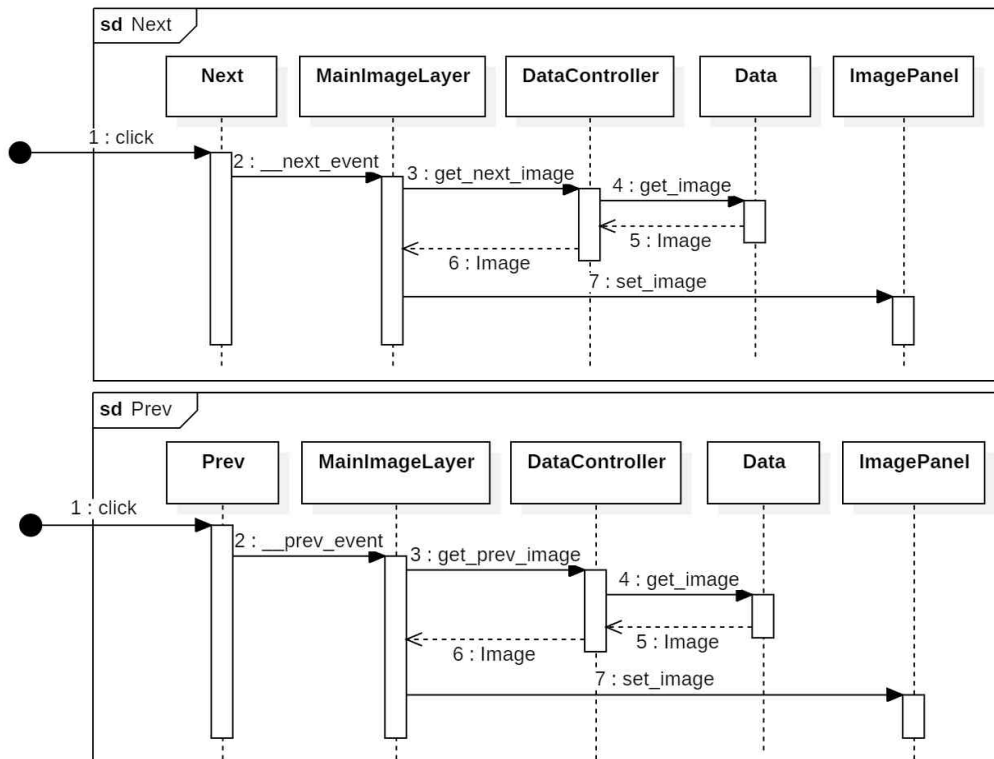 sd Next
Next MainImageLayer DataController Data ImagePanel
1 : click
2 : __next_event
3 : get_next_image
4 : get_image
5 : Image
6 : Image
7 : set_image
sd Prev
Prev MainImageLayer DataController Data ImagePanel
1 : click
2 : __prev_event
3 : get_prev_image
4 : get_image
5 : Image
6 : Image
7 : set_image